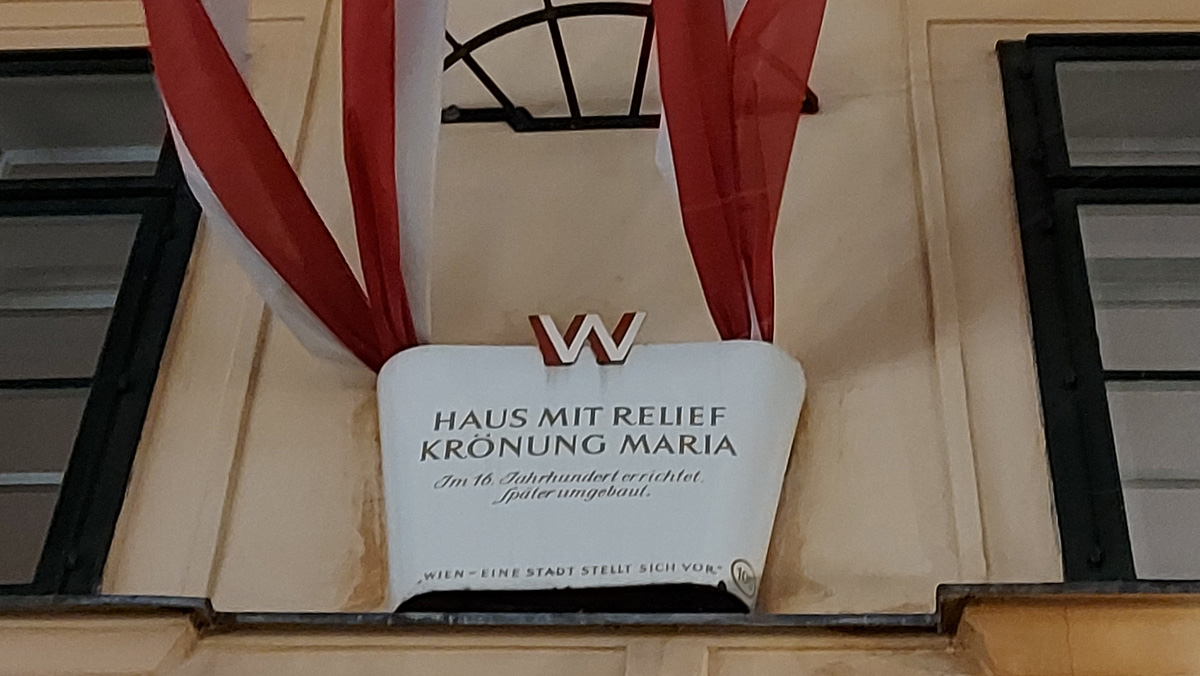 W
HAUS MIT RELIEF
KRÖNUNG MARIA
Im 16. Jahrhundert errichtet.
Später umgebaut.
„WIEN – EINE STADT STELLT SICH VOR“